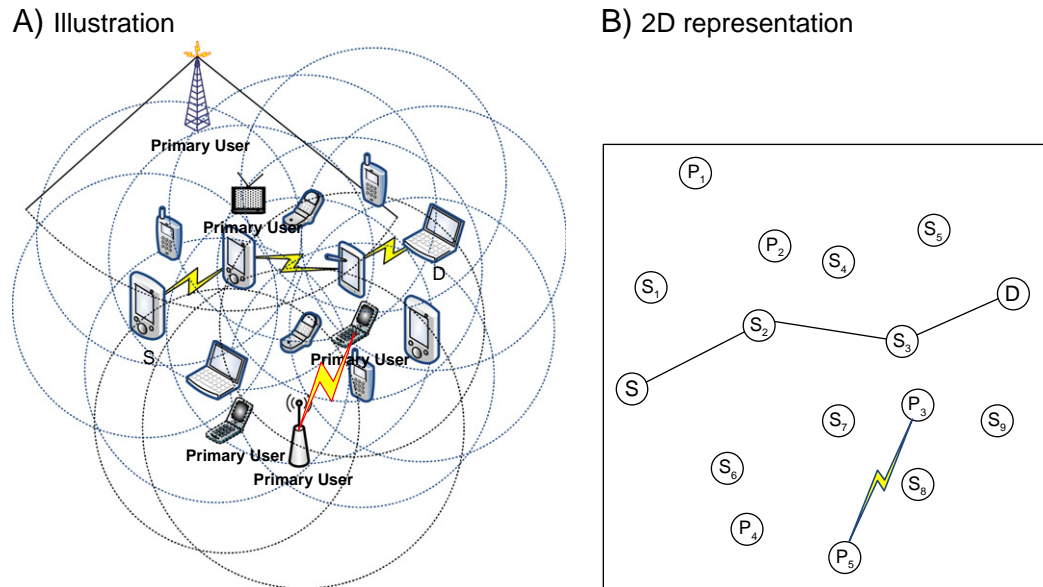 A) Illustration
Primary User
Primary User
D
S
Primary User
Primary User
Primary User
B) 2D representation
P1
S5
P2
S4
S1
D
S2
S3
S
P3
S7
S9
S6
S8
P4
P5